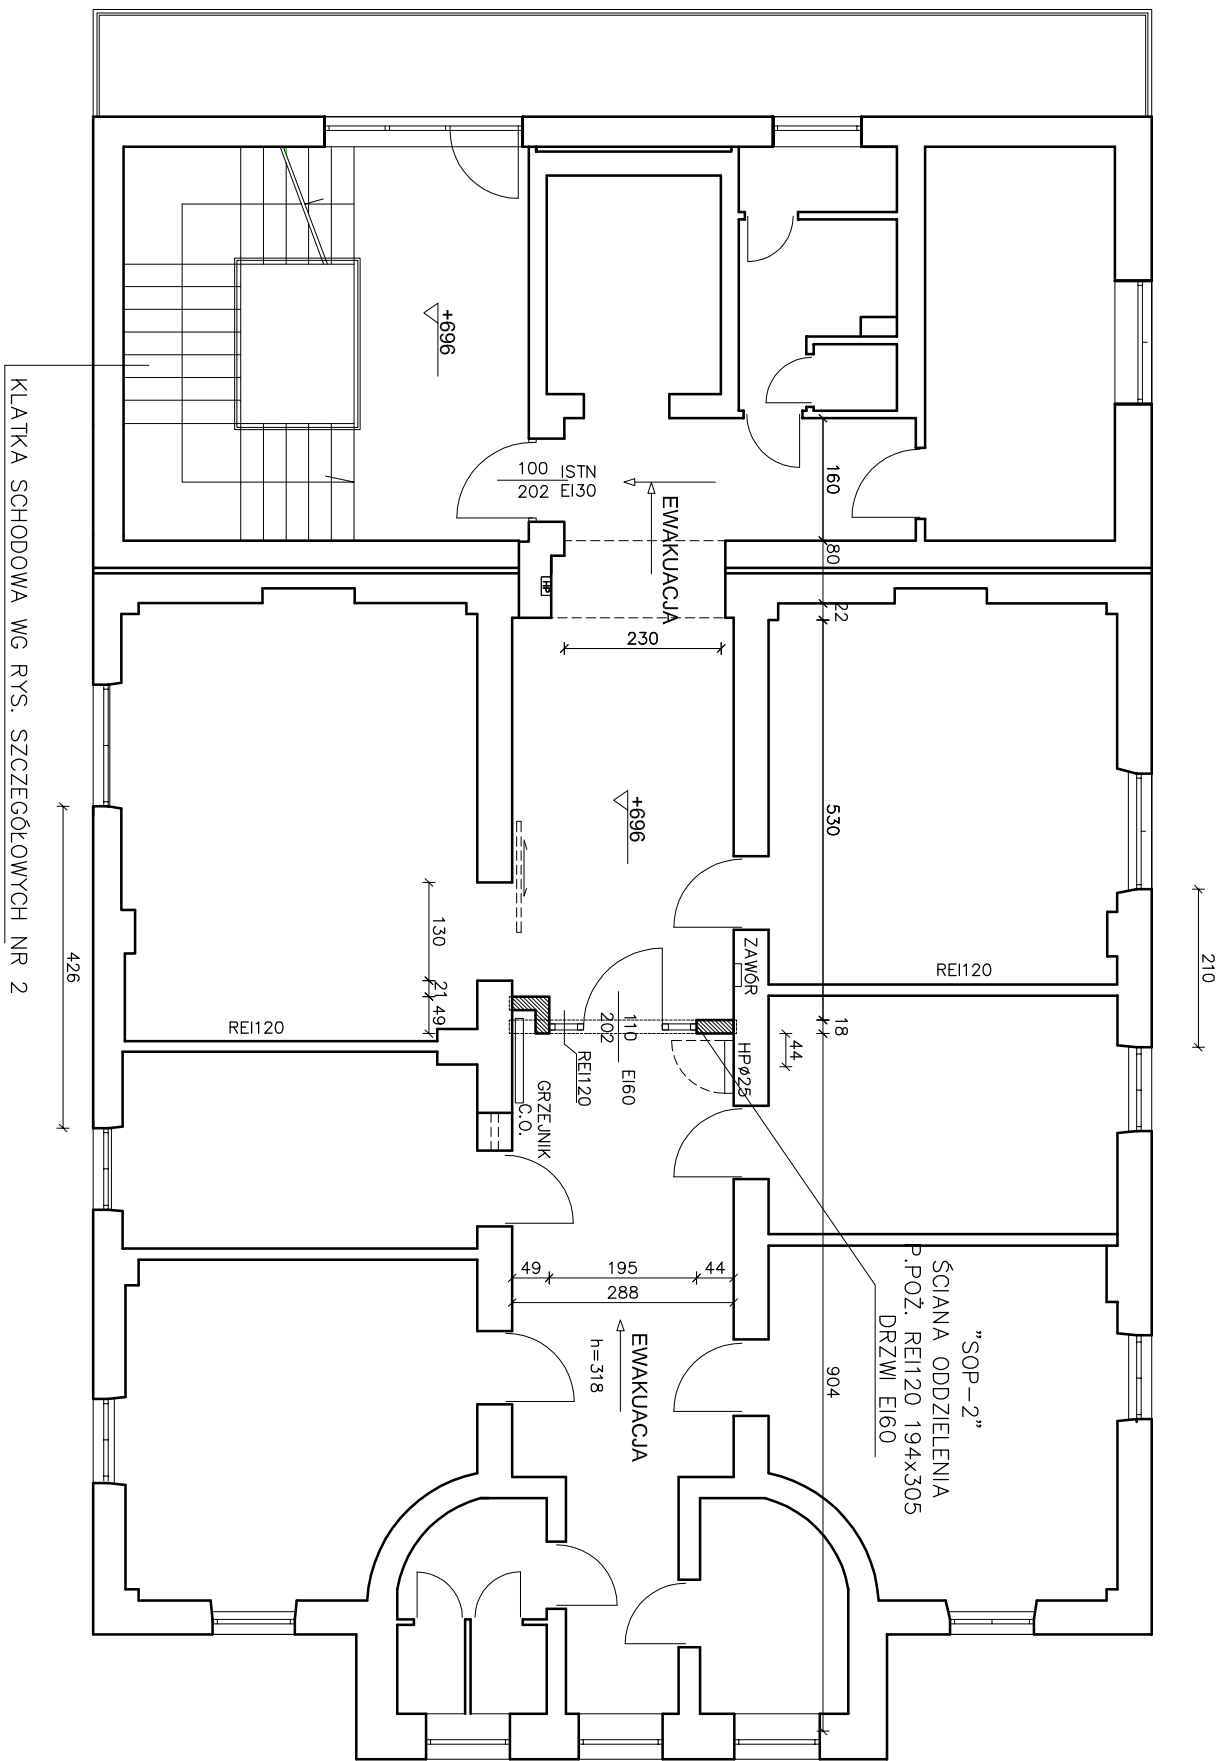 210
+696
100
202
ISTN
EI30
EWAKUACJA
160
80
22
HP
230
530
+696
130
21
49
REI120
REI120
ZAWÓR
18
44
HPø25
110
202
EI60
REI120
GRZEJNIK
C.O.
426
KLATKA SCHODOWA WG RYS. SZCZEGÓŁOWYCH NR 2
49
195
44
288
EWAKUACJA
h=318
904
"SOP-2"
ŚCIANA ODDZIELENIA
P.POŻ. REI120 194x305
DRZWI EI60